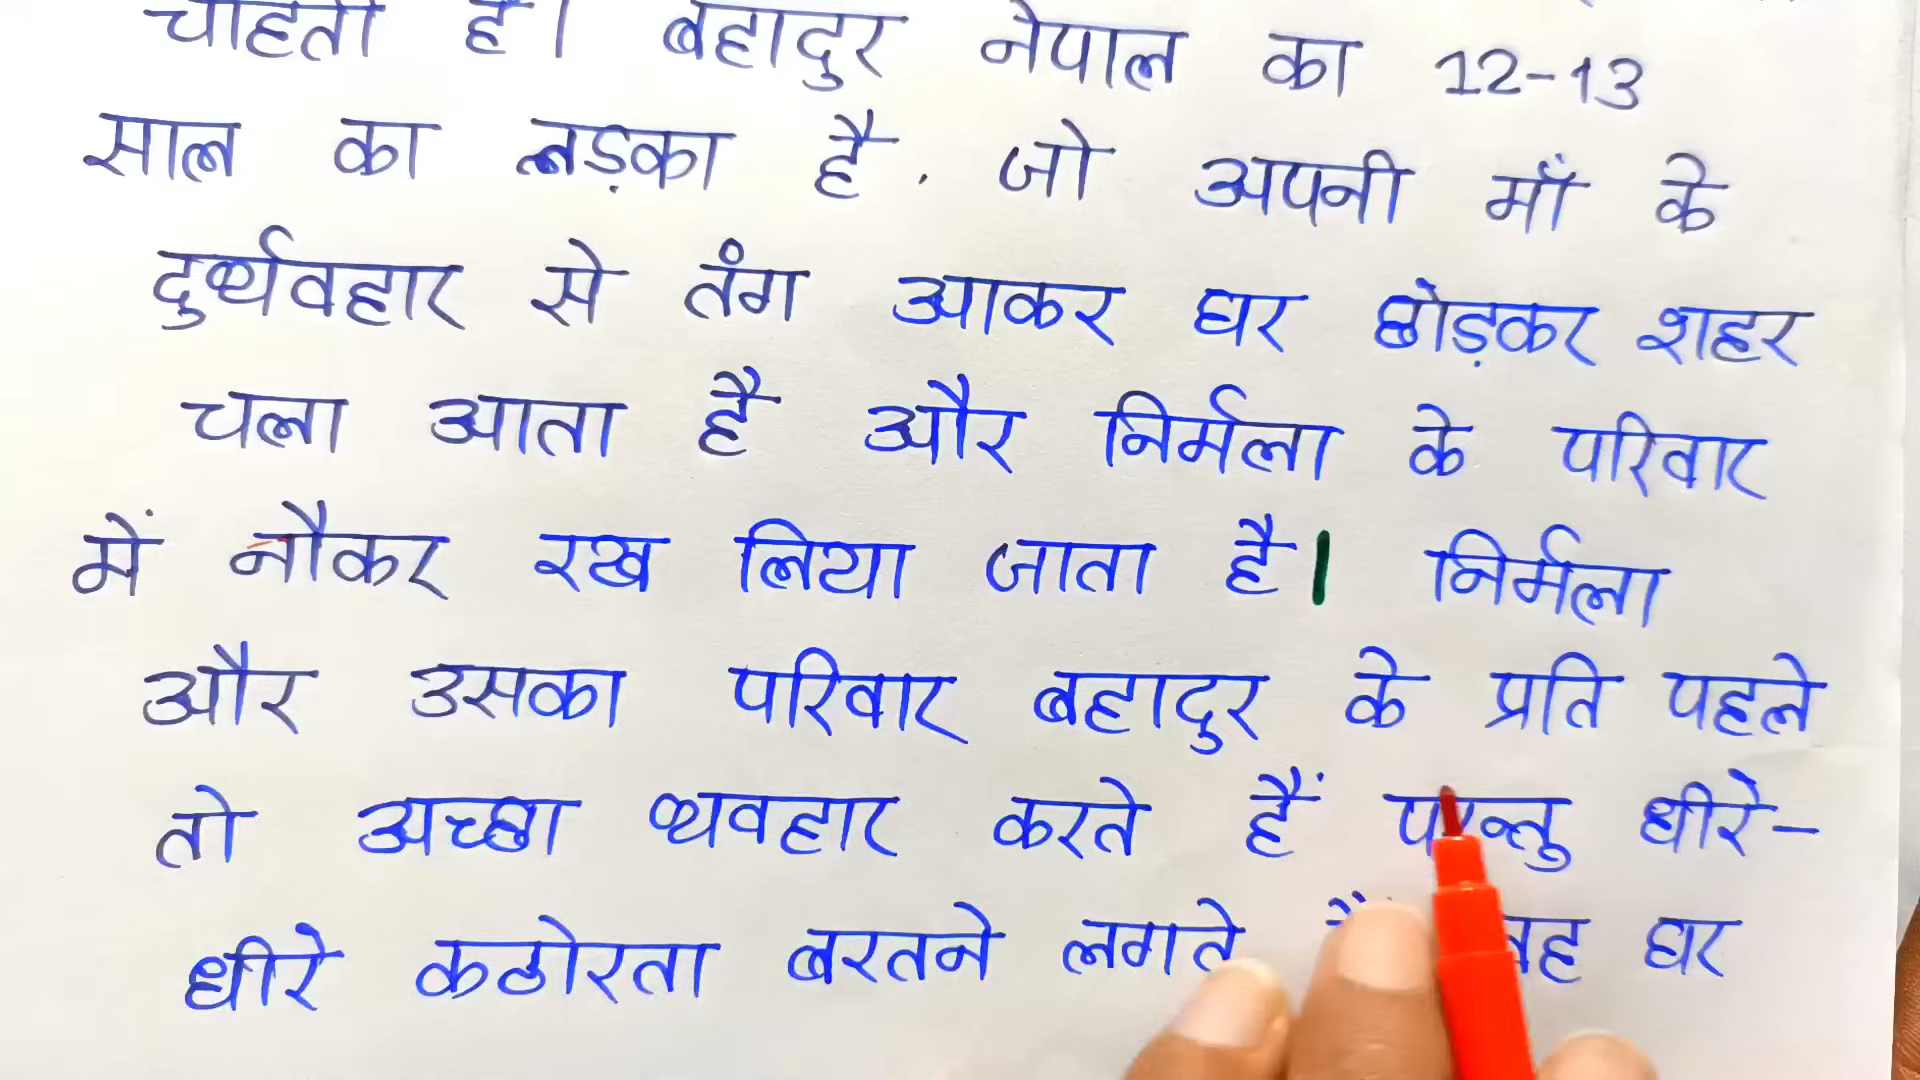 चाहता है। बहादुर नेपाल का 12-13
साल का लड़का है. जो अपनी माँ के
दुर्व्यवहार से तंग आकर घर छोड़कर शहर
चला आता है और निर्मला के परिवार
में नौकर रख लिया जाता है। निर्मला
और उसका परिवार बहादुर के प्रति पहले
तो अच्छा व्यवहार करते हैं परन्तु धीरे-
धीरे कठोरता बरतने लगते घर